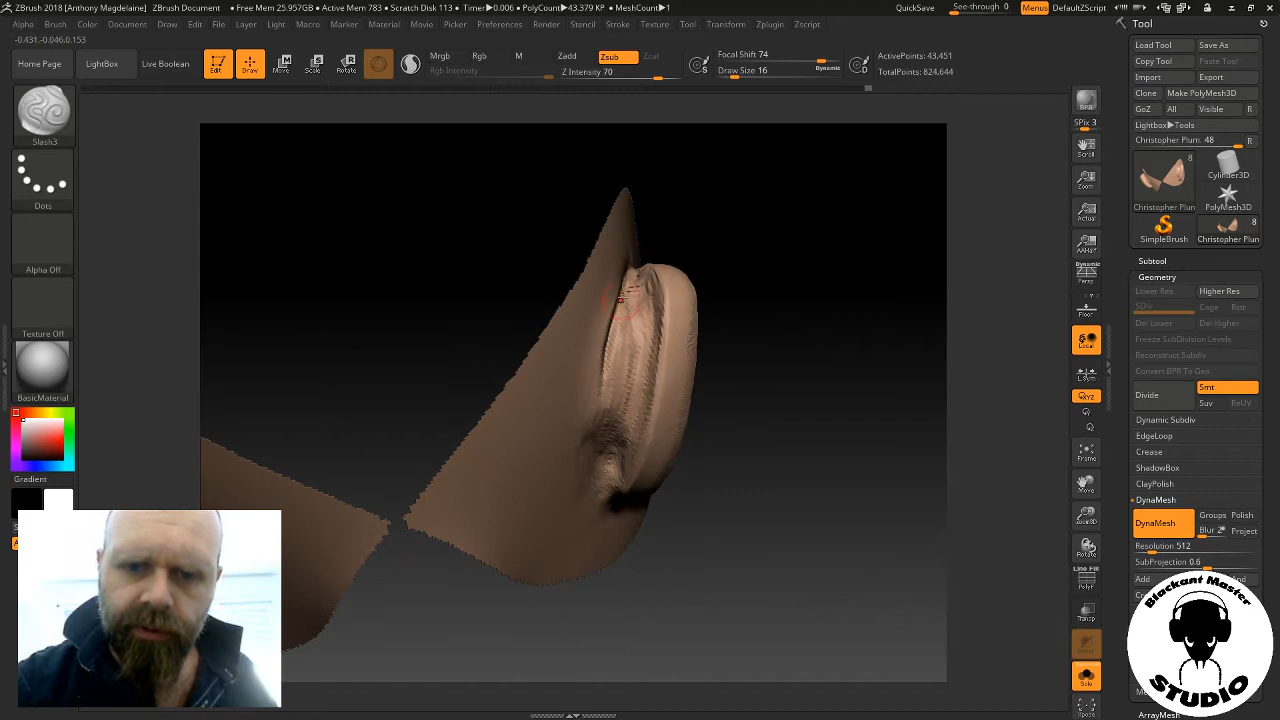 ZBrush 2018 [Anthony Magdelaine] • Free Mem 25.957GB • Active Mem 783 • Scratch Disk 113 • Timer▶0.006 • PolyCount▶43.379 KP • MeshCount▶1
QuickSave
See-through 0
Menus
DefaultZScript
Alpha Brush Color Document Draw Edit File Layer Light Macro Marker Material Movie Picker Preferences Render Stencil Stroke Texture Tool Transform Zplugin Zscript
-0.431,-0.046,0.153
Home Page
LightBox
Live Boolean
Edit
Draw
Move
Scale
Rotate
Mrgb Rgb M
Rgb Intensity
Zadd Zsub Zcut
Z Intensity 70
Focal Shift 74
Draw Size 16
Dynamic
ActivePoints: 43,451
TotalPoints: 824,644
Slash3
Dots
Alpha Off
Texture Off
BasicMaterial
Gradient
BPR
SPix 3
Scroll
Zoom
Actual
AAHalf
Dynamic
Persp
Floor
Local
L.Sym
XYZ
Frame
Move
Zoom3D
Rotate
Line Fill
PolyF
Transp
Solo
Xpose
Tool
Load Tool Save As
Copy Tool Paste Tool
Import Export
Clone Make PolyMesh3D
GoZ All Visible R
Lightbox▶Tools
Christopher Plum. 48 R
8
Cylinder3D
Christopher Plun PolyMesh3D
8
SimpleBrush Christopher Plun
Subtool
Geometry
Lower Res Higher Res
SDiv Cage Rstr
Del Lower Del Higher
Freeze SubDivision Levels
Reconstruct Subdiv
Convert BPR To Geo
Divide Smt
Suv ReUV
Dynamic Subdiv
EdgeLoop
Crease
ShadowBox
ClayPolish
DynaMesh
DynaMesh Groups Polish
Blur 2 Project
Resolution 512
SubProjection 0.6
Add
Blackant Master
STUDIO
ArrayMesh